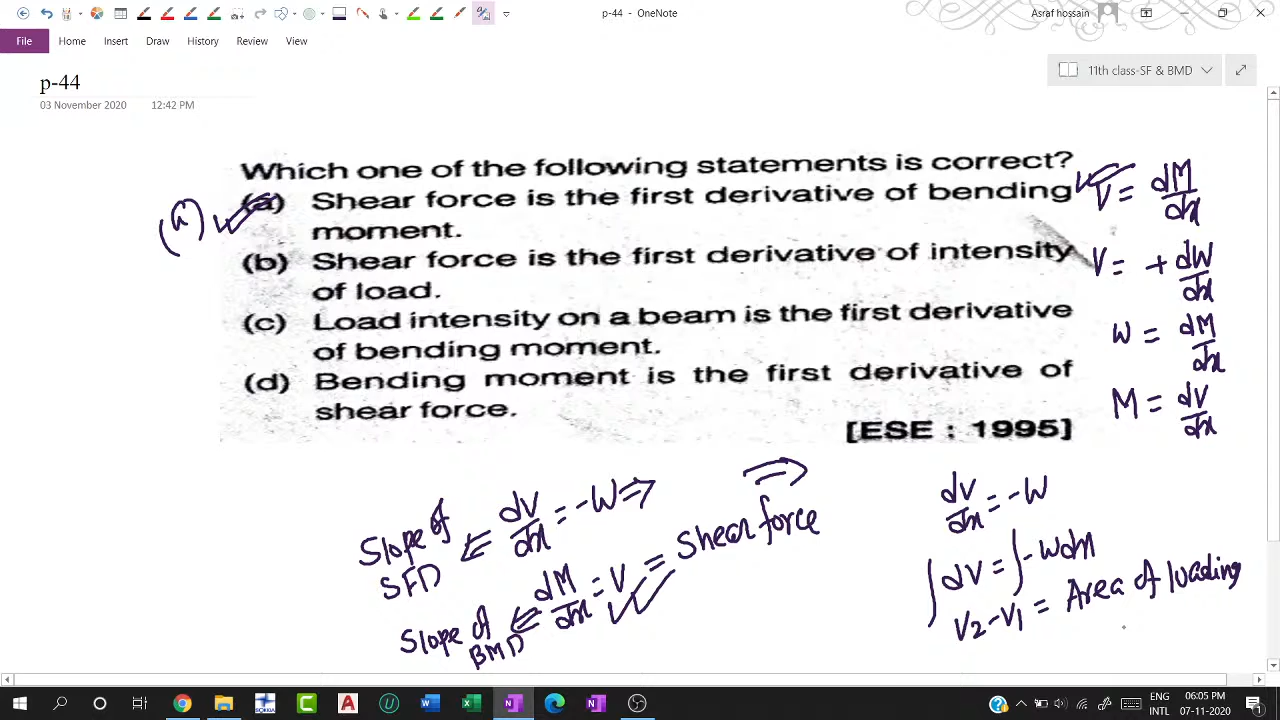 p-44 - OneNote
Asraf hossain
File Home Insert Draw History Review View
p-44
03 November 2020 12:42 PM
11th class-SF & BMD
Which one of the following statements is correct?
(a) Shear force is the first derivative of bending
moment.
(b) Shear force is the first derivative of intensity
of load.
(c) Load intensity on a beam is the first derivative
of bending moment.
(d) Bending moment is the first derivative of
shear force.
[ESE : 1995]
(a)
V = dM/dx
V = + dW/dx
W = dM/dx
M = dV/dx
Slope of SFD ⇐ dV/dx = -W ⇒
Slope of BMD ⇐ dM/dx = V = Shear force
dV/dx = -W
∫dV = ∫-Wdx
V2-V1 = Area of loading
ENG
INTL
06:05 PM
07-11-2020